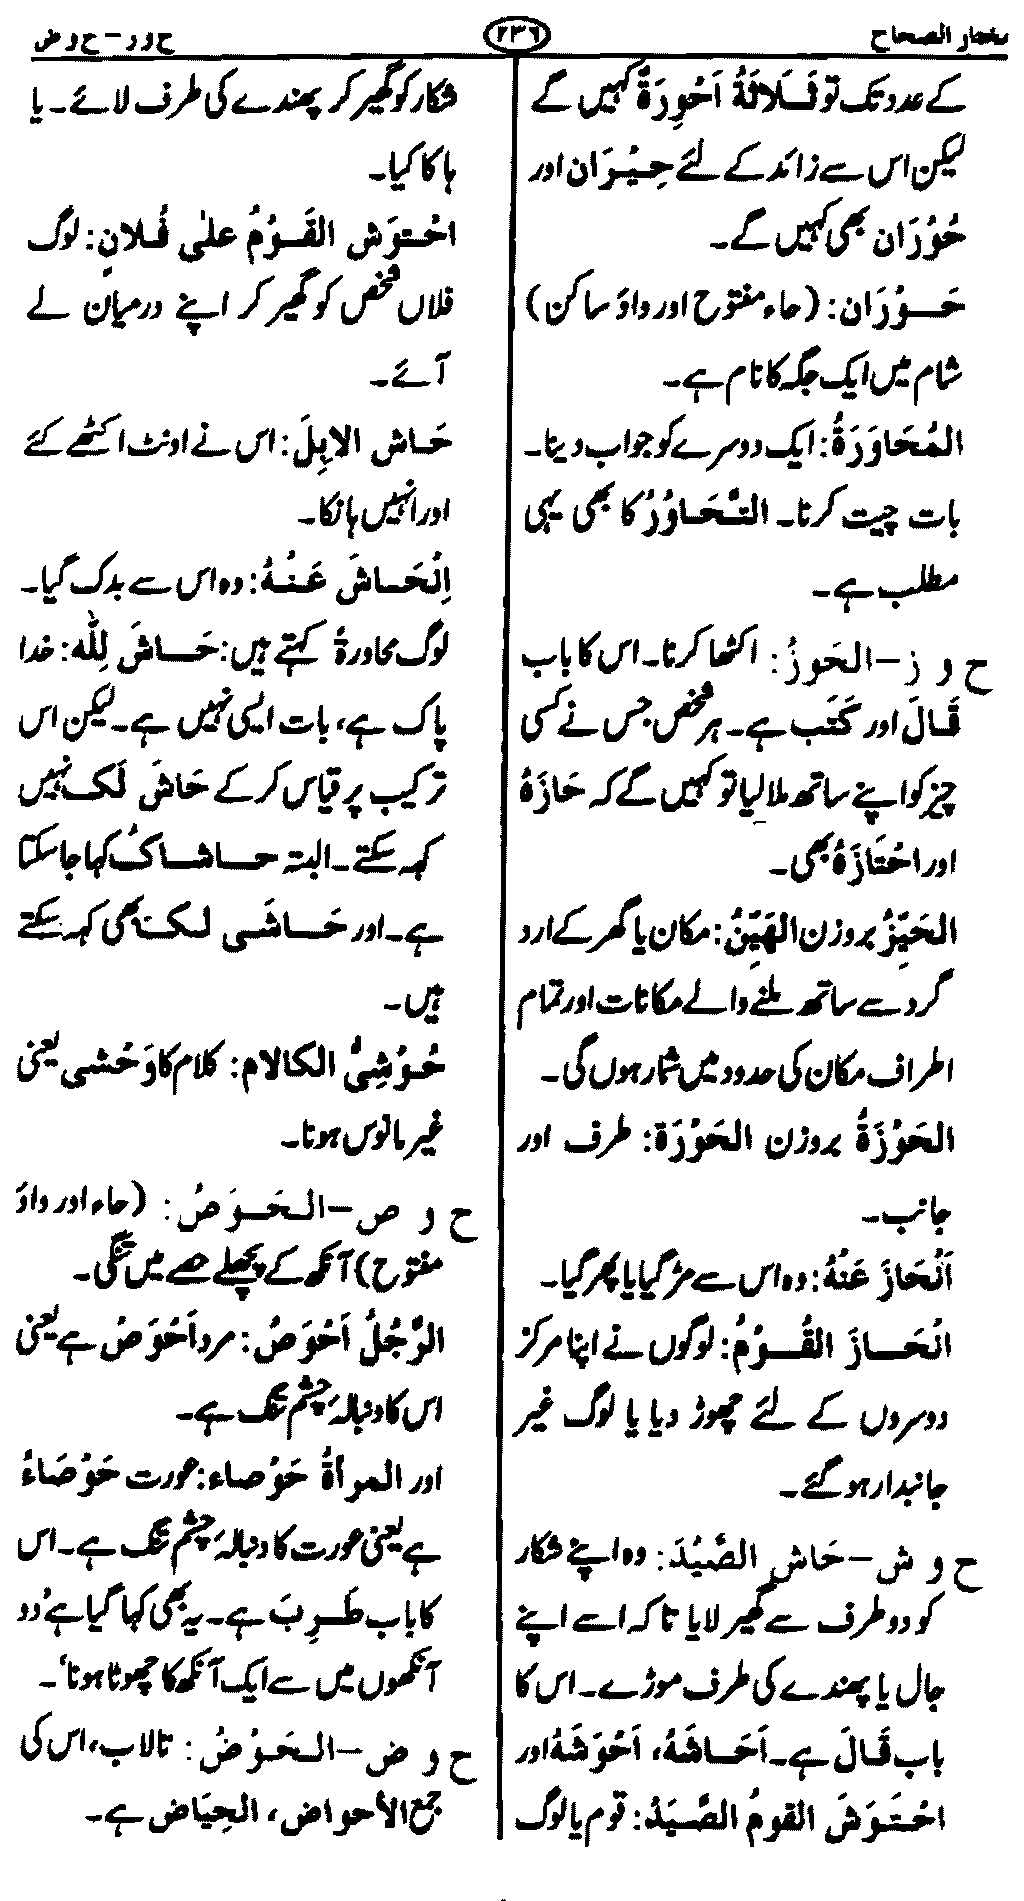 مختار الصحاح
۲۳۶
ح و ر – ح و ض
کے عدد تک تو فَلَاثَةُ اَحْوِرَةً کہیں گے
لیکن اس سے زائد کے لئے حِیْرَان اور
حُوْرَان بھی کہیں گے۔
حَوْرَان: (حاء مفتوح اور واوَ ساکن)
شام میں ایک جگہ کا نام ہے۔
المُحَاوَرَةُ: ایک دوسرے کو جواب دینا۔
بات چیت کرنا۔ التَّحَاوُرُ کا بھی یہی
مطلب ہے۔
ح و ز – الحَوزُ: اکٹھا کرنا۔ اس کا باب
قَالَ اور کَتَب ہے۔ ہر شخص جس نے کسی
چیز کو اپنے ساتھ ملا لیا تو کہیں گے کہ حَازَهُ
اور احْتَازَهُ بھی۔
الحَیِّزُ بروزن الھَیِّنُ: مکان یا گھر کے ارد
گرد سے ساتھ ملنے والے مکانات اور تمام
اطراف مکان کی حدود میں شمار ہوں گی۔
الحَوْزَةُ بروزن الحَوْزَة: طرف اور
جانب۔
اَنْحَازَ عَنْهُ: وہ اس سے مڑ گیا یا پھر گیا۔
انْحَازَ القُوْمُ: لوگوں نے اپنا مرکز
دوسروں کے لئے چھوڑ دیا یا لوگ غیر
جانبدار ہو گئے۔
ح و ش – حَاش الصَّیْدَ: وہ اپنے شکار
کو دو طرف سے گھیر لایا تا کہ اسے اپنے
جال یا پھندے کی طرف موڑے۔ اس کا
باب قَالَ ہے۔ اَحَاشَهُ، اَحْوَشَهُ اور
احْتَوَشَ القومُ الصَّیدُ: قوم یا لوگ
شکار کو گھیر کر پھندے کی طرف لائے۔ یا
ہا کا کیا۔
احْتوَش القَوْمُ علٰی فُلانٍ: لوگ
فلاں شخص کو گھیر کر اپنے درمیان لے
آئے۔
حَاش الابِلَ: اس نے اونٹ اکٹھے کئے
اور انہیں ہانکا۔
اِنْحَاشَ عَنْهُ: وہ اس سے بدک گیا۔
لوگ محاورةً کہتے ہیں: حَاشَ لِلّٰه: خدا
پاک ہے، بات ایسی نہیں ہے۔ لیکن اس
ترکیب پر قیاس کر کے حَاشَ لَک نہیں
کہہ سکتے۔ البتہ حاشاکَ کہا جا سکتا
ہے۔ اور حَاشَی لک بھی کہہ سکتے
ہیں۔
حُوْشِیُّ الکالام: کلام کا وَحْشی یعنی
غیر مانوس ہونا۔
ح و ص – الحَوَصُ: (حاء اور واوَ
مفتوح) آنکھ کے پچھلے حصے میں تنگی۔
الرَّجُلُ اَحْوَصُ: مرد اَحْوَصُ ہے یعنی
اس کا دنبالۂ چشم تنگ ہے۔
اور المرأةُ حَوْصاء: عورت حَوْصَاءُ
ہے یعنی عورت کا دنبالۂ چشم تنگ ہے۔ اس
کا باب طَرِبَ ہے۔ یہ بھی کہا گیا ہے ’دو
آنکھوں میں سے ایک آنکھ کا چھوٹا ہونا‘۔
ح و ض – الحَوْضُ: تالاب، اس کی
جمع الأحواض، الحِیَاض ہے۔